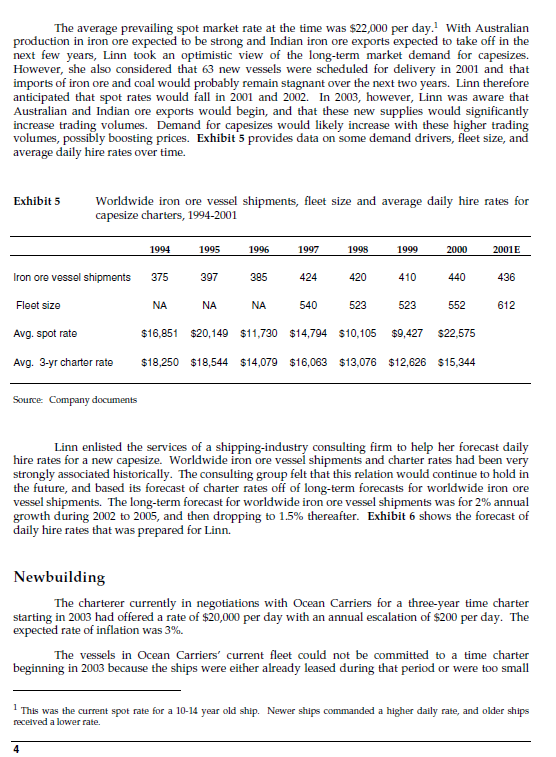 The average prevailing spot market rate at the time was $22,000 per day.1 With Australian
production in iron ore expected to be strong and Indian iron ore exports expected to take off in the
next few years, Linn took an optimistic view of the long-term market demand for capesizes.
However, she also considered that 63 new vessels were scheduled for delivery in 2001 and that
imports of iron ore and coal would probably remain stagnant over the next two years. Linn therefore
anticipated that spot rates would fall in 2001 and 2002. In 2003, however, Linn was aware that
Australian and Indian ore exports would begin, and that these new supplies would significantly
increase trading volumes. Demand for capesizes would likely increase with these higher trading
volumes, possibly boosting prices. Exhibit 5 provides data on some demand drivers, fleet size, and
average daily hire rates over time.
Exhibit 5 Worldwide iron ore vessel shipments, fleet size and average daily hire rates for
capesize charters, 1994-2001
1994 1995 1996 1997 1998 1999 2000 2001E
Iron ore vessel shipments 375 397 385 424 420 410 440 436
Fleet size NA NA NA 540 523 523 552 612
Avg. spot rate $16,851 $20,149 $11,730 $14,794 $10,105 $9,427 $22,575
Avg. 3-yr charter rate $18,250 $18,544 $14,079 $16,063 $13,076 $12,626 $15,344
Source: Company documents
Linn enlisted the services of a shipping-industry consulting firm to help her forecast daily
hire rates for a new capesize. Worldwide iron ore vessel shipments and charter rates had been very
strongly associated historically. The consulting group felt that this relation would continue to hold in
the future, and based its forecast of charter rates off of long-term forecasts for worldwide iron ore
vessel shipments. The long-term forecast for worldwide iron ore vessel shipments was for 2% annual
growth during 2002 to 2005, and then dropping to 1.5% thereafter. Exhibit 6 shows the forecast of
daily hire rates that was prepared for Linn.
Newbuilding
The charterer currently in negotiations with Ocean Carriers for a three-year time charter
starting in 2003 had offered a rate of $20,000 per day with an annual escalation of $200 per day. The
expected rate of inflation was 3%.
The vessels in Ocean Carriers' current fleet could not be committed to a time charter
beginning in 2003 because the ships were either already leased during that period or were too small
1 This was the current spot rate for a 10-14 year old ship. Newer ships commanded a higher daily rate, and older ships
received a lower rate.
4